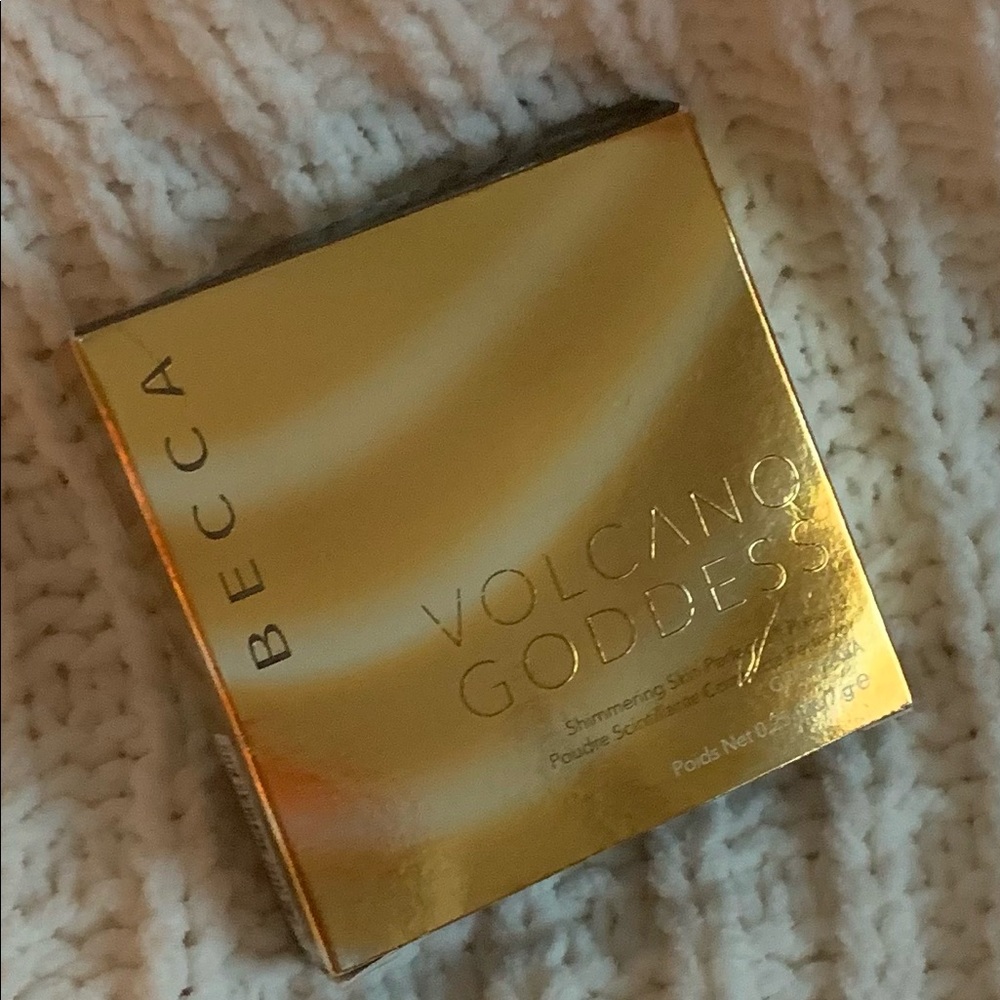 BECCA
VOLCANO
GODDESS
Shimmering Skin Perfector
Poudre Scintillante
Poids Net g e